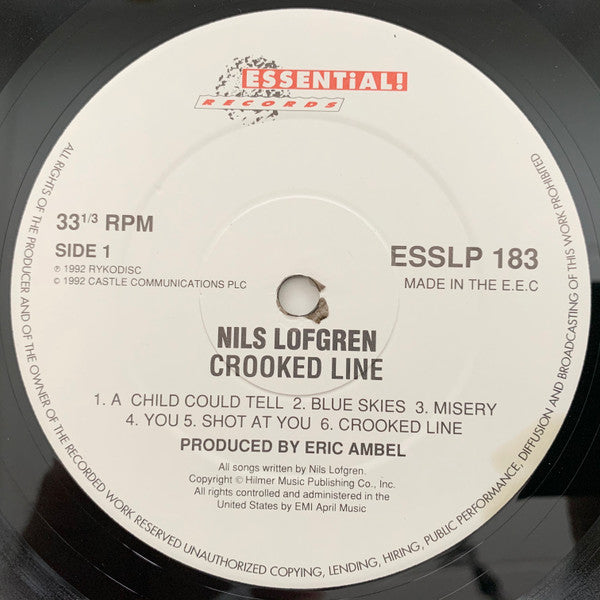 ESSENTiAL!
RECORDS
33 1/3 RPM
SIDE 1
℗ 1992 RYKODISC
© 1992 CASTLE COMMUNICATIONS PLC
ESSLP 183
MADE IN THE E.E.C
NILS LOFGREN
CROOKED LINE
1. A CHILD COULD TELL 2. BLUE SKIES 3. MISERY
4. YOU 5. SHOT AT YOU 6. CROOKED LINE
PRODUCED BY ERIC AMBEL
All songs written by Nils Lofgren.
Copyright © Hilmer Music Publishing Co., Inc.
All rights controlled and administered in the
United States by EMI April Music
ALL RIGHTS OF THE PRODUCER AND OF THE OWNER OF THE RECORDED WORK RESERVED UNAUTHORIZED COPYING, LENDING, HIRING, PUBLIC PERFORMANCE, DIFFUSION AND BROADCASTING OF THIS WORK PROHIBITED